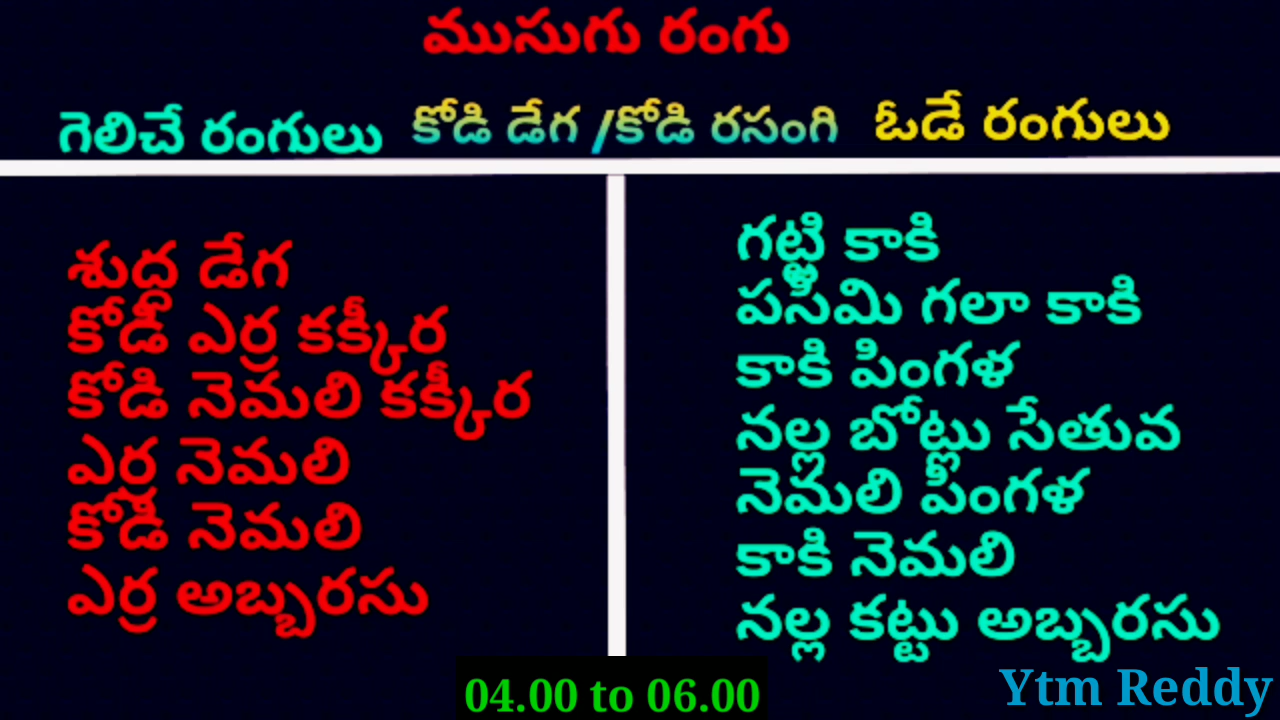 ముసుగు రంగు
గెలిచే రంగులు కోడి డేగ /కోడి రసంగి ఓడే రంగులు
శుద్ధ డేగ
కోడి ఎర్ర కక్కీర
కోడి నెమలి కక్కీర
ఎర్ర నెమలి
కోడి నెమలి
ఎర్ర అబ్బరసు
గట్టి కాకి
పసిమి గలా కాకి
కాకి పింగళ
నల్ల బోట్లు సేతువ
నెమలి పింగళ
కాకి నెమలి
నల్ల కట్టు అబ్బరసు
04.00 to 06.00
Ytm Reddy